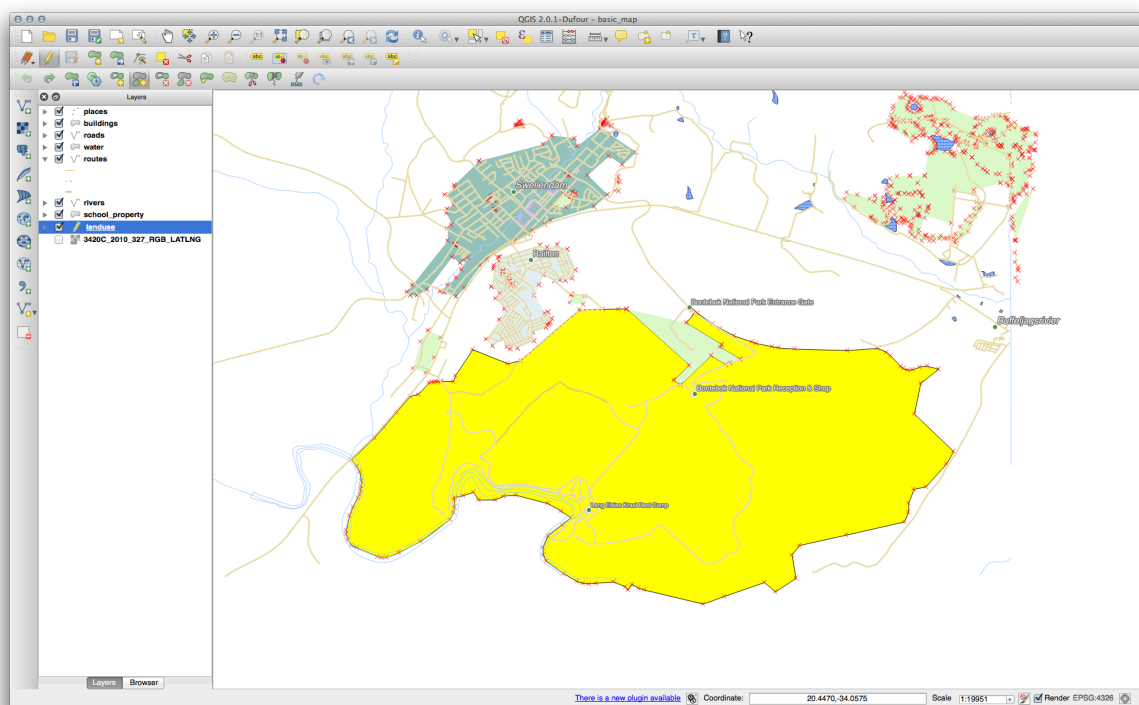 QGIS 2.0.1-Dufour – basic_map
Layers
places
buildings
roads
water
routes
rivers
school_property
landuse
3420C_2010_327_RGB_LATLNG
Swellendam
Railton
Bontebok National Park Entrance Gate
Buffeljagsrivier
Bontebok National Park Reception & Shop
Lang Elsies Kraal Rest Camp
Layers
Browser
There is a new plugin available
Coordinate:
20.4470,-34.0575
Scale
1:19951
Render
EPSG:4326